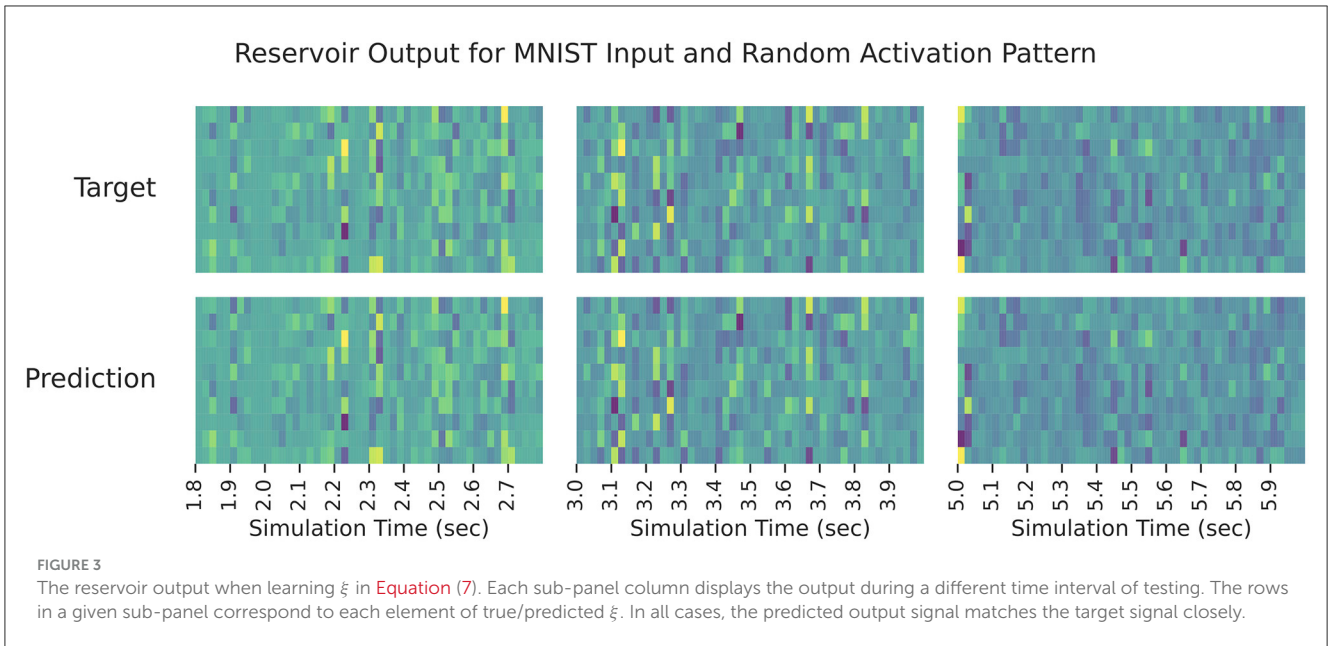 Reservoir Output for MNIST Input and Random Activation Pattern
Target
Prediction
1.8 1.9 2.0 2.1 2.2 2.3 2.4 2.5 2.6 2.7
Simulation Time (sec)
3.0 3.1 3.2 3.3 3.4 3.5 3.6 3.7 3.8 3.9
Simulation Time (sec)
5.0 5.1 5.2 5.3 5.4 5.5 5.6 5.7 5.8 5.9
Simulation Time (sec)
FIGURE 3
The reservoir output when learning ξ in Equation (7). Each sub-panel column displays the output during a different time interval of testing. The rows
in a given sub-panel correspond to each element of true/predicted ξ. In all cases, the predicted output signal matches the target signal closely.